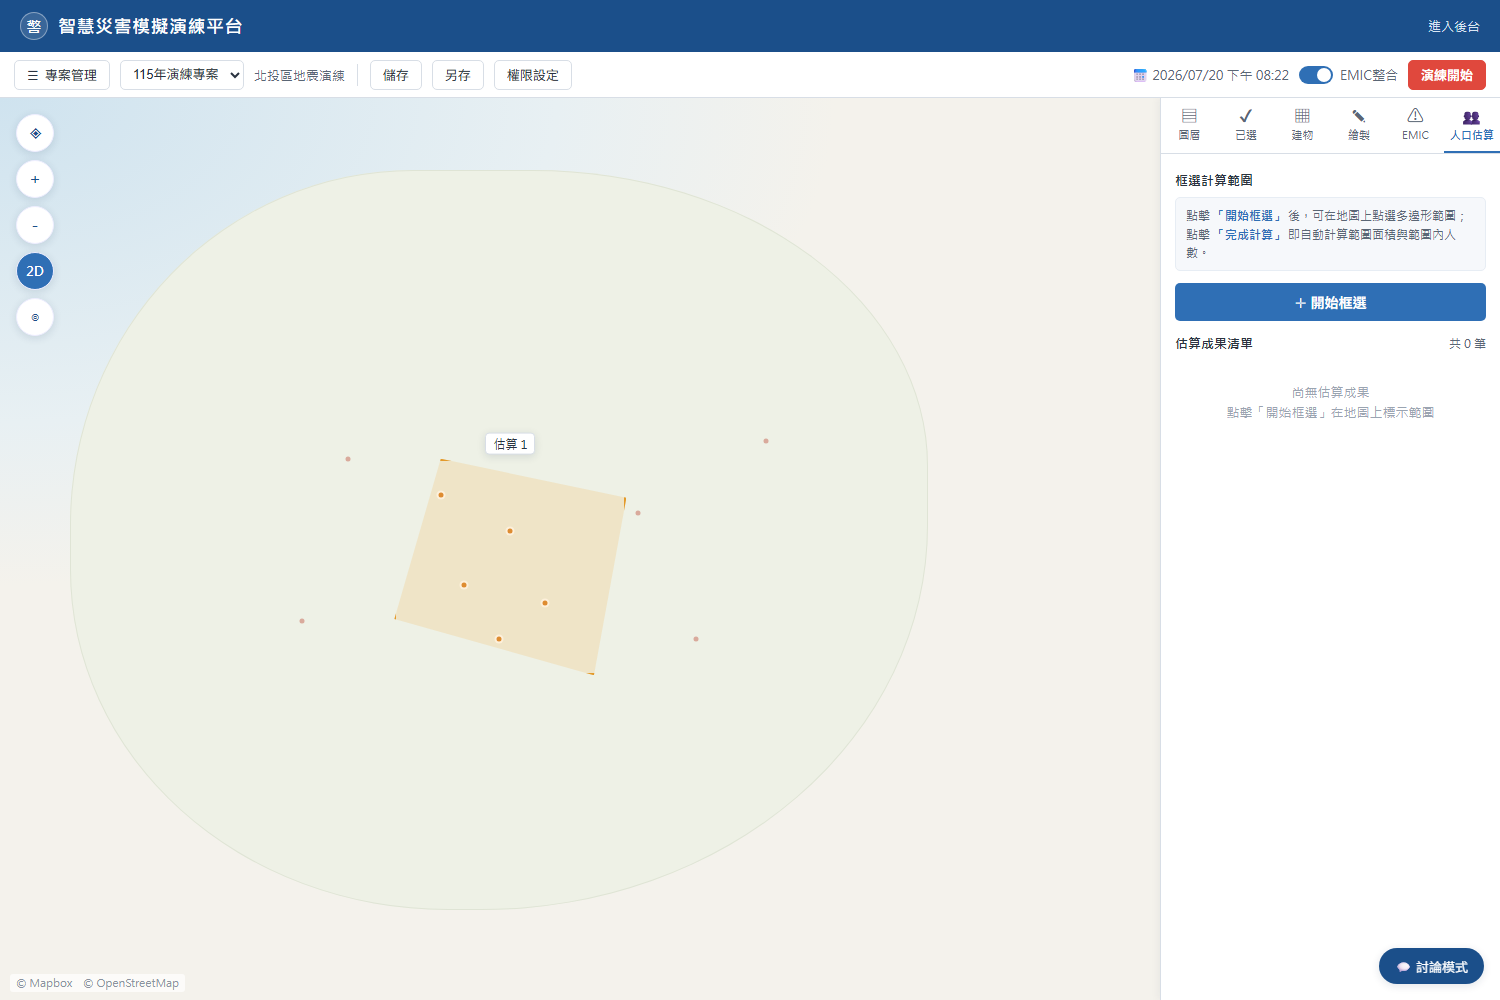 警 智慧災害模擬演練平台
進入後台
☰ 專案管理
115年演練專案
北投區地震演練
儲存
另存
權限設定
2026/07/20 下午 08:22
EMIC整合
演練開始
圖層
已選
建物
繪製
EMIC
人口估算
+
-
2D
框選計算範圍
點擊「開始框選」後，可在地圖上點選多邊形範圍；
點擊「完成計算」即自動計算範圍面積與範圍內人
數。
＋ 開始框選
估算成果清單
共 0 筆
尚無估算成果
點擊「開始框選」在地圖上標示範圍
估算 1
© Mapbox © OpenStreetMap
討論模式